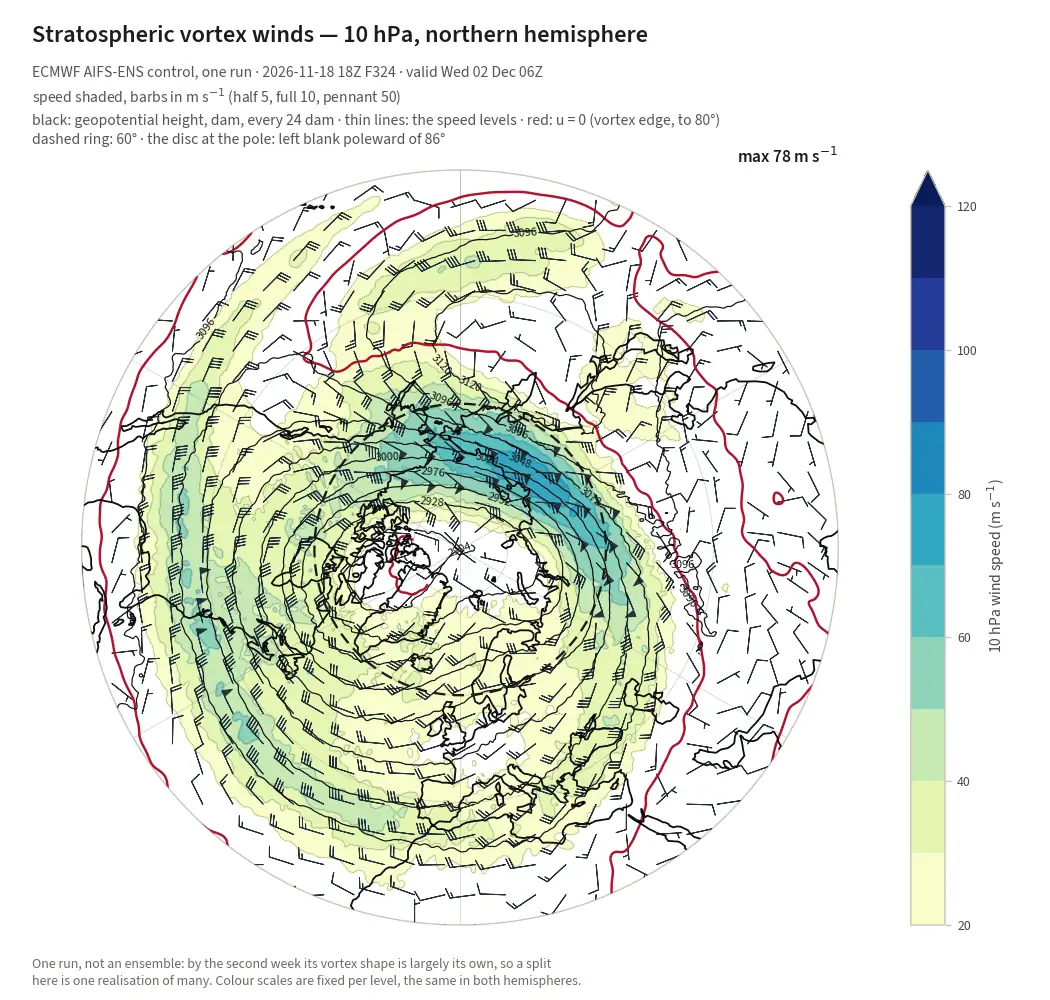 Stratospheric vortex winds — 10 hPa, northern hemisphere
ECMWF AIFS-ENS control, one run · 2026-11-18 18Z F324 · valid Wed 02 Dec 06Z
speed shaded, barbs in m s⁻¹ (half 5, full 10, pennant 50)
black: geopotential height, dam, every 24 dam · thin lines: the speed levels · red: u = 0 (vortex edge, to 80°)
dashed ring: 60° · the disc at the pole: left blank poleward of 86°
max 78 m s⁻¹
120
100
80
60
40
20
10 hPa wind speed (m s⁻¹)
3096
3096
3120
3120
3096
3000
2976
3048
2928
3096
One run, not an ensemble: by the second week its vortex shape is largely its own, so a split
here is one realisation of many. Colour scales are fixed per level, the same in both hemispheres.